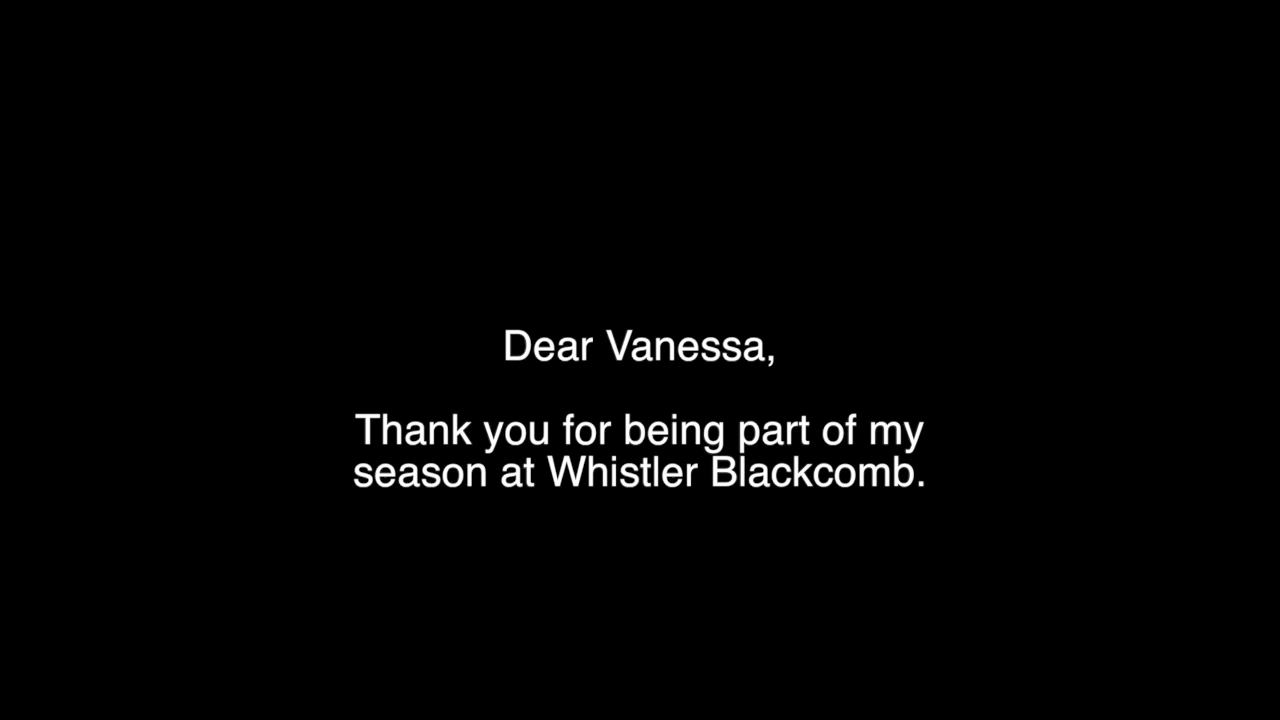 Dear Vanessa,
Thank you for being part of my
season at Whistler Blackcomb.